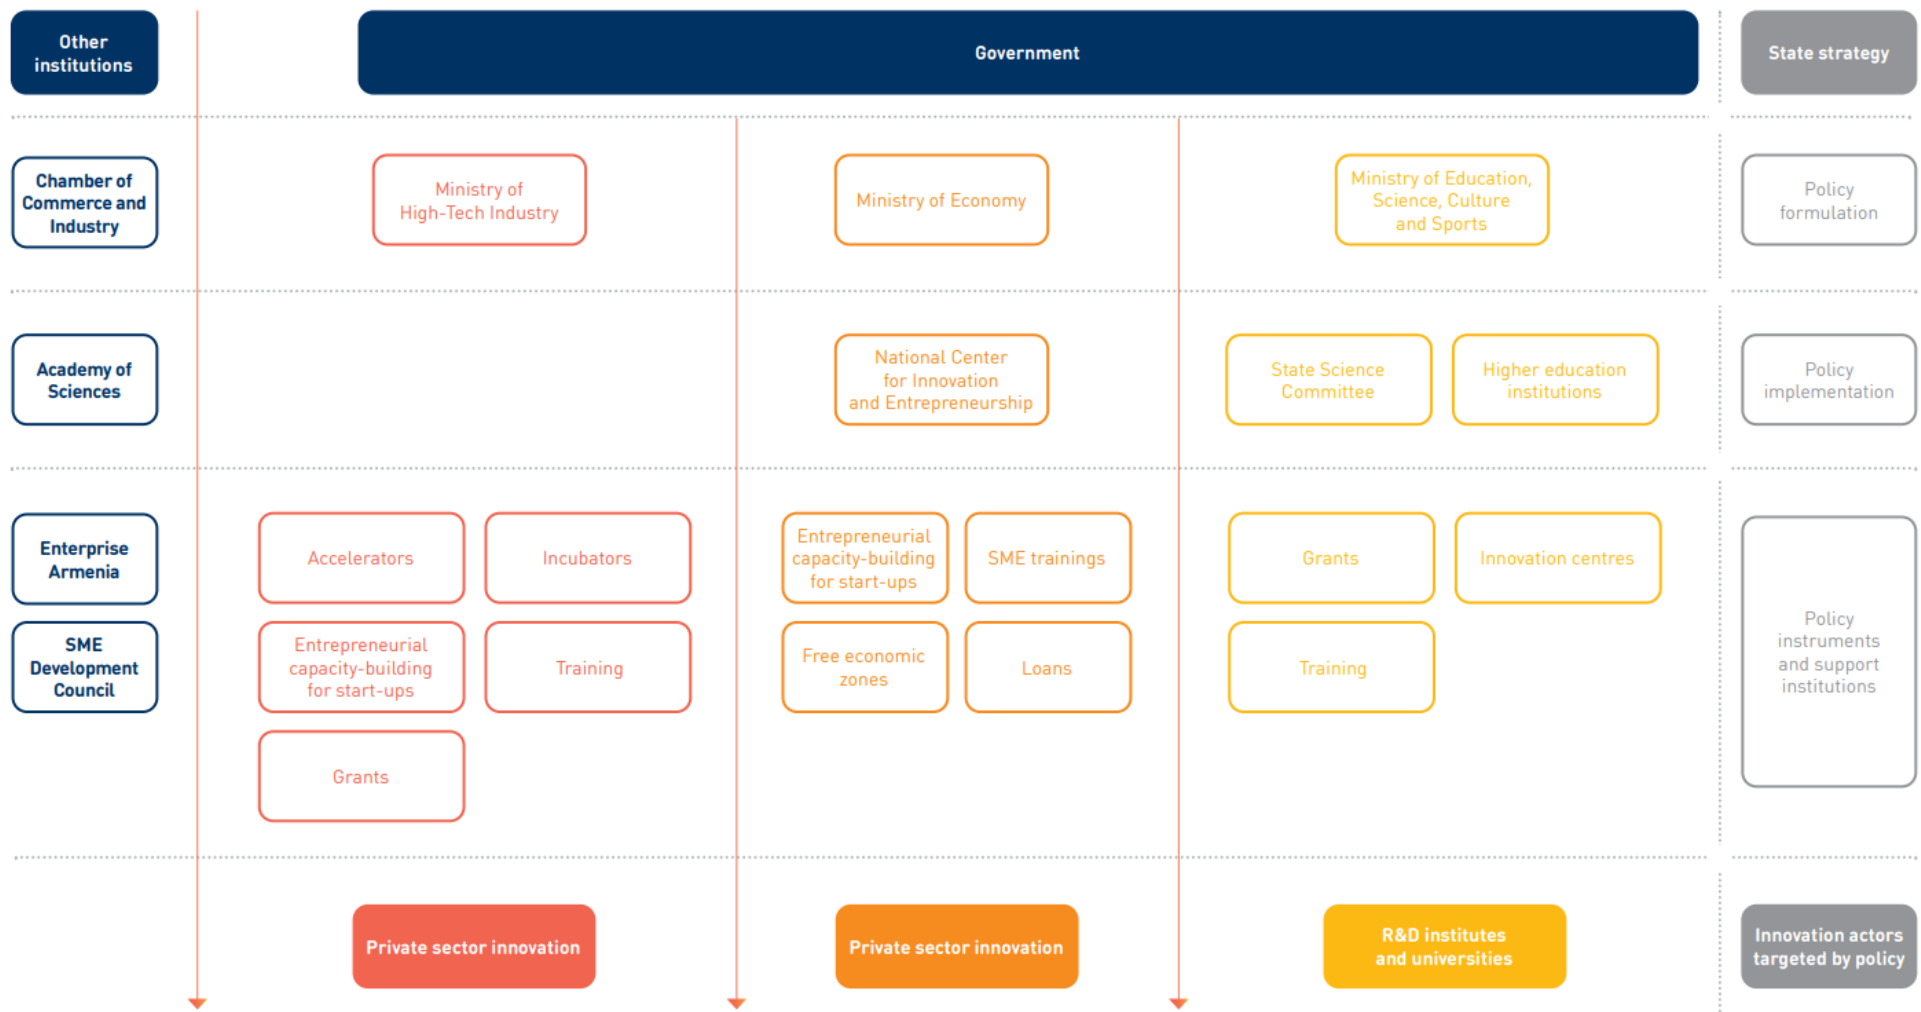 Other
institutions
Government
State strategy
Chamber of
Commerce and
Industry
Ministry of
High-Tech Industry
Ministry of Economy
Ministry of Education,
Science, Culture
and Sports
Policy
formulation
Academy of
Sciences
National Center
for Innovation
and Entrepreneurship
State Science
Committee
Higher education
institutions
Policy
implementation
Enterprise
Armenia
Accelerators
Incubators
Entrepreneurial
capacity-building
for start-ups
SME trainings
Grants
Innovation centres
SME
Development
Council
Entrepreneurial
capacity-building
for start-ups
Training
Free economic
zones
Loans
Training
Policy
instruments
and support
institutions
Grants
Private sector innovation
Private sector innovation
R&D institutes
and universities
Innovation actors
targeted by policy